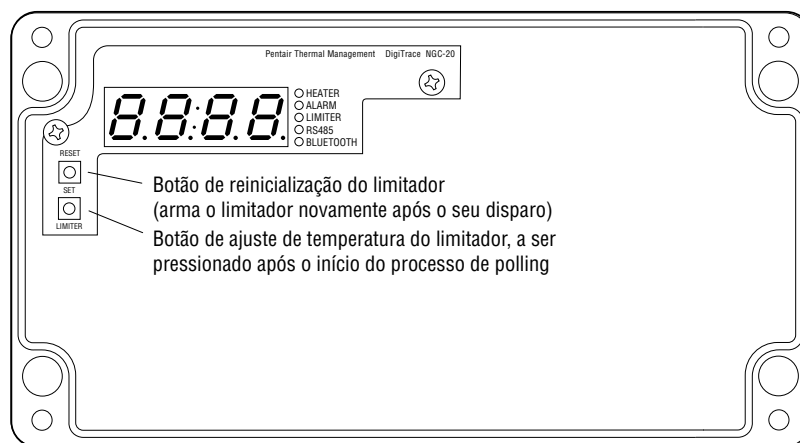 Pentair Thermal Management DigiTrace NGC-20
8.8:8.8.
HEATER
ALARM
LIMITER
RS485
BLUETOOTH
RESET
SET
LIMITER
Botão de reinicialização do limitador
(arma o limitador novamente após o seu disparo)
Botão de ajuste de temperatura do limitador, a ser
pressionado após o início do processo de polling